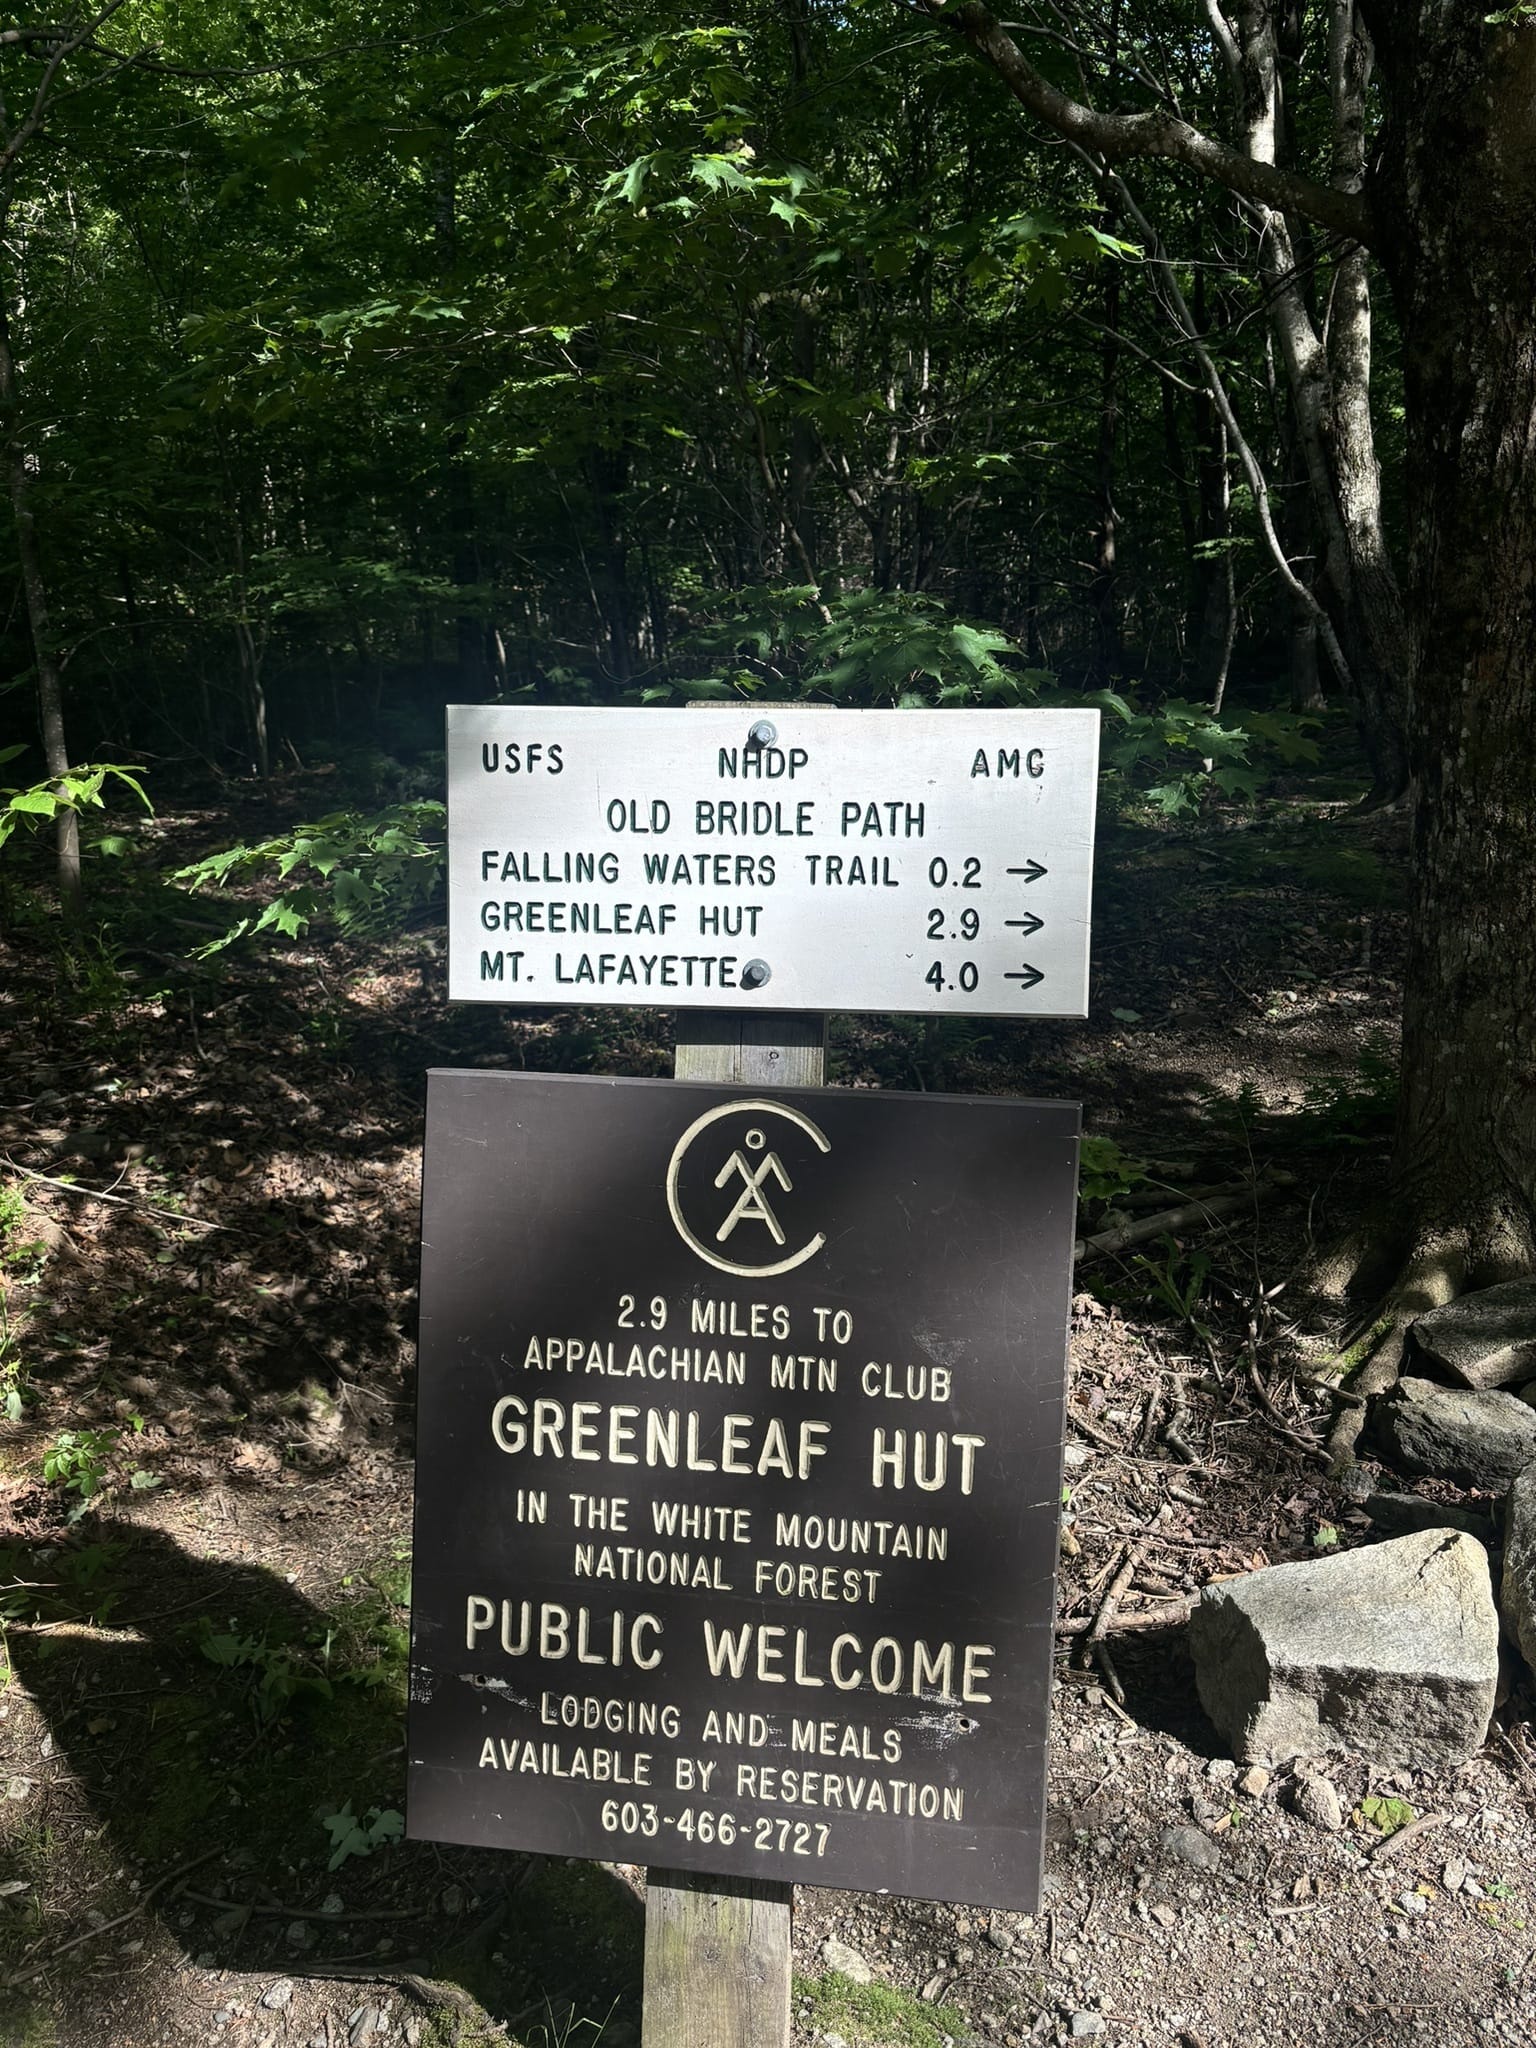 USFS NHDP AMC
OLD BRIDLE PATH
FALLING WATERS TRAIL 0.2 →
GREENLEAF HUT 2.9 →
MT. LAFAYETTE 4.0 →
2.9 MILES TO
APPALACHIAN MTN CLUB
GREENLEAF HUT
IN THE WHITE MOUNTAIN
NATIONAL FOREST
PUBLIC WELCOME
LODGING AND MEALS
AVAILABLE BY RESERVATION
603-466-2727